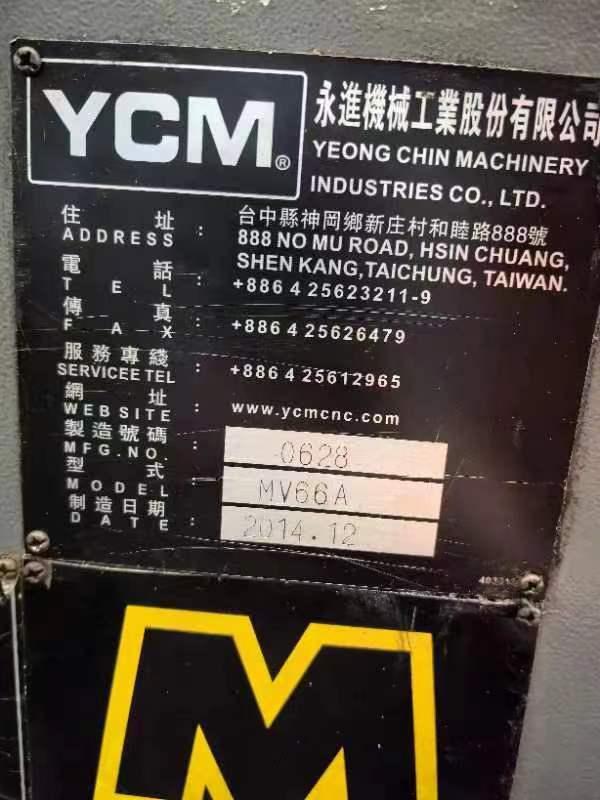 YCM®
永進機械工業股份有限公司
YEONG CHIN MACHINERY
INDUSTRIES CO., LTD.
住址 : 台中縣神岡鄉新庄村和睦路888號
ADDRESS 888 NO MU ROAD, HSIN CHUANG,
SHEN KANG,TAICHUNG, TAIWAN.
電話 : +886 4 25623211-9
TEL
傳真 : +886 4 25626479
FAX
服務專綫 : +886 4 25612965
SERVICEE TEL
網址 : www.ycmcnc.com
WEBSITE
製造號碼 : 0628
MFG.NO.
型式 : MV66A
MODEL
制造日期 : 2014.12
DATE
M